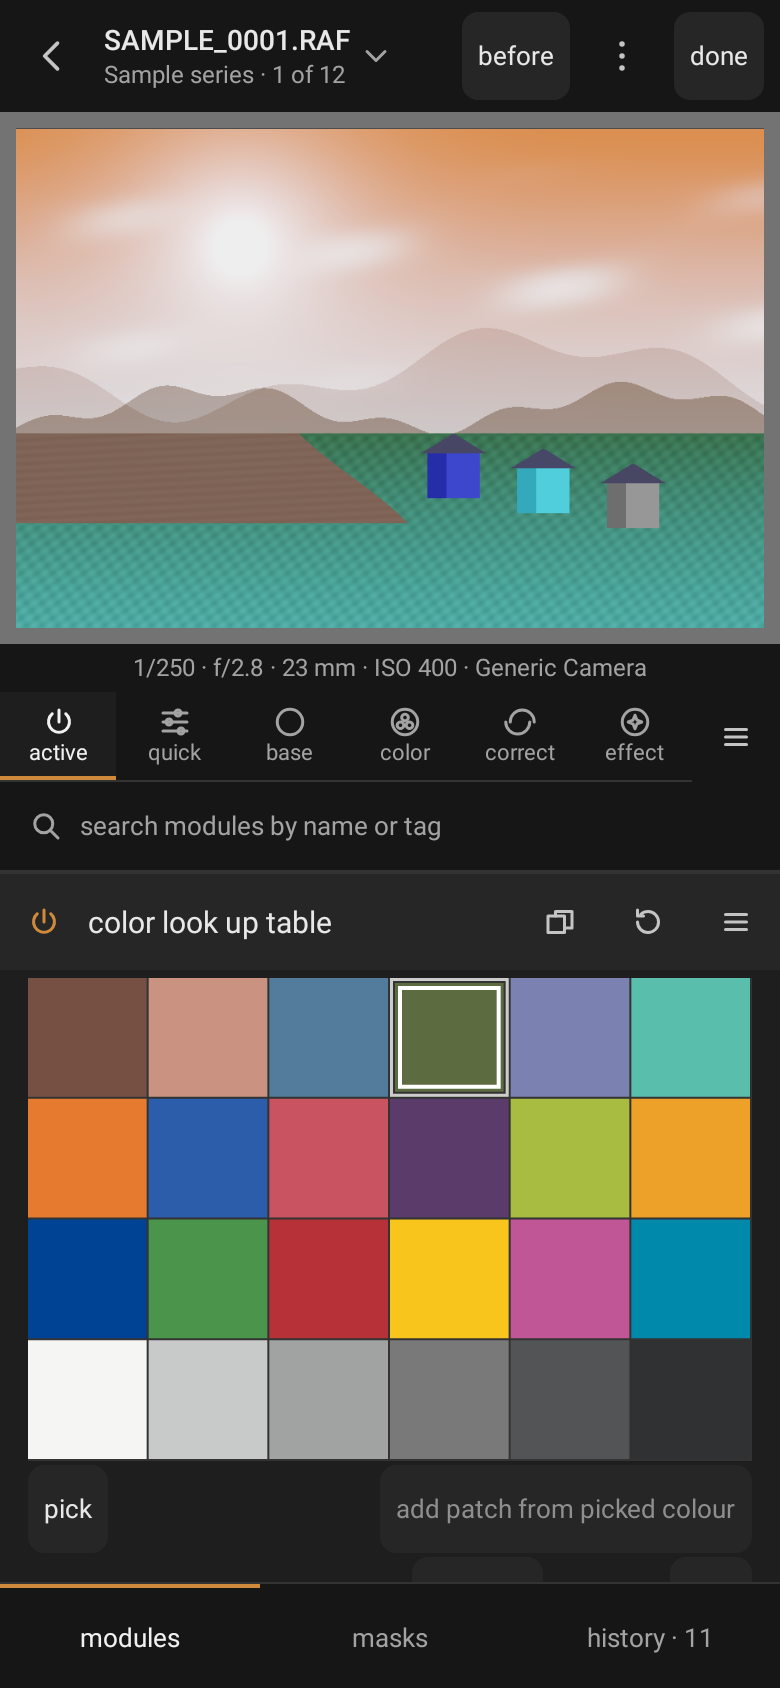 SAMPLE_0001.RAF
Sample series · 1 of 12
before
done
1/250 · f/2.8 · 23 mm · ISO 400 · Generic Camera
active
quick
base
color
correct
effect
search modules by name or tag
color look up table
pick
add patch from picked colour
modules
masks
history · 11